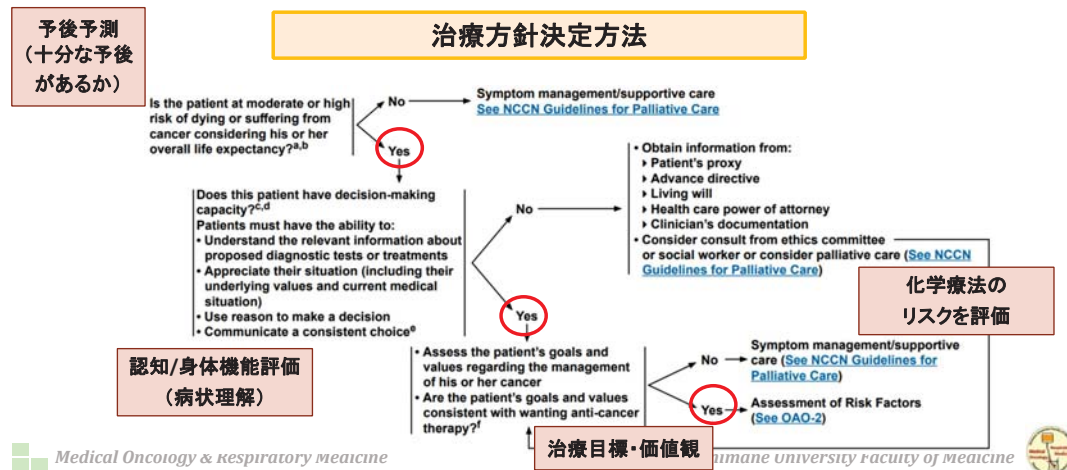 予後予測
(十分な予後
があるか)
治療方針決定方法
Is the patient at moderate or high
risk of dying or suffering from
cancer considering his or her
overall life expectancy?a,b
No
Symptom management/supportive care
See NCCN Guidelines for Palliative Care
Yes
Does this patient have decision-making
capacity?c,d
Patients must have the ability to:
• Understand the relevant information about
proposed diagnostic tests or treatments
• Appreciate their situation (including their
underlying values and current medical
situation)
• Use reason to make a decision
• Communicate a consistent choicee
No
• Obtain information from:
▸ Patient's proxy
▸ Advance directive
▸ Living will
▸ Health care power of attorney
▸ Clinician's documentation
• Consider consult from ethics committee
or social worker or consider palliative care (See NCCN
Guidelines for Palliative Care)
化学療法の
リスクを評価
Yes
認知/身体機能評価
(病状理解)
• Assess the patient's goals and
values regarding the management
of his or her cancer
• Are the patient's goals and values
consistent with wanting anti-cancer
therapy?f
No
Symptom management/supportive
care (See NCCN Guidelines for
Palliative Care)
Yes
Assessment of Risk Factors
(See OAO-2)
治療目標・価値観
Medical Oncology & Respiratory Medicine
University Faculty of Medicine